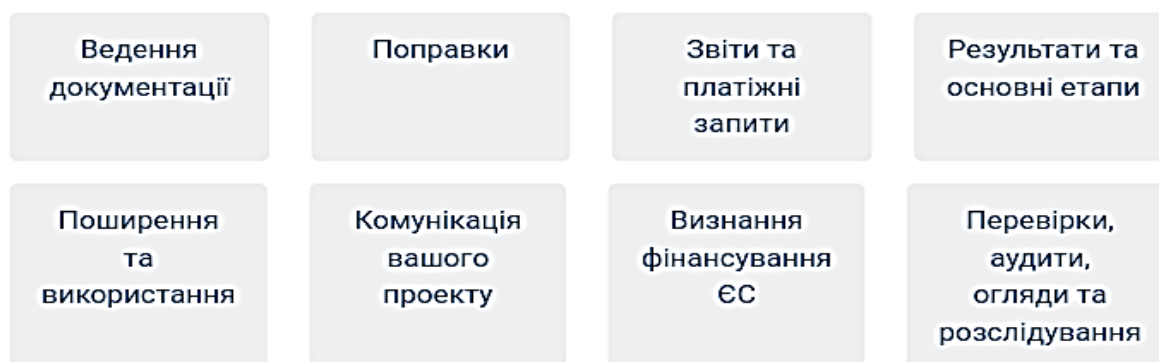 Ведення
документації
Поправки
Звіти та
платіжні
запити
Результати та
основні етапи
Поширення
та
використання
Комунікація
вашого
проекту
Визнання
фінансування
ЄС
Перевірки,
аудити,
огляди та
розслідування